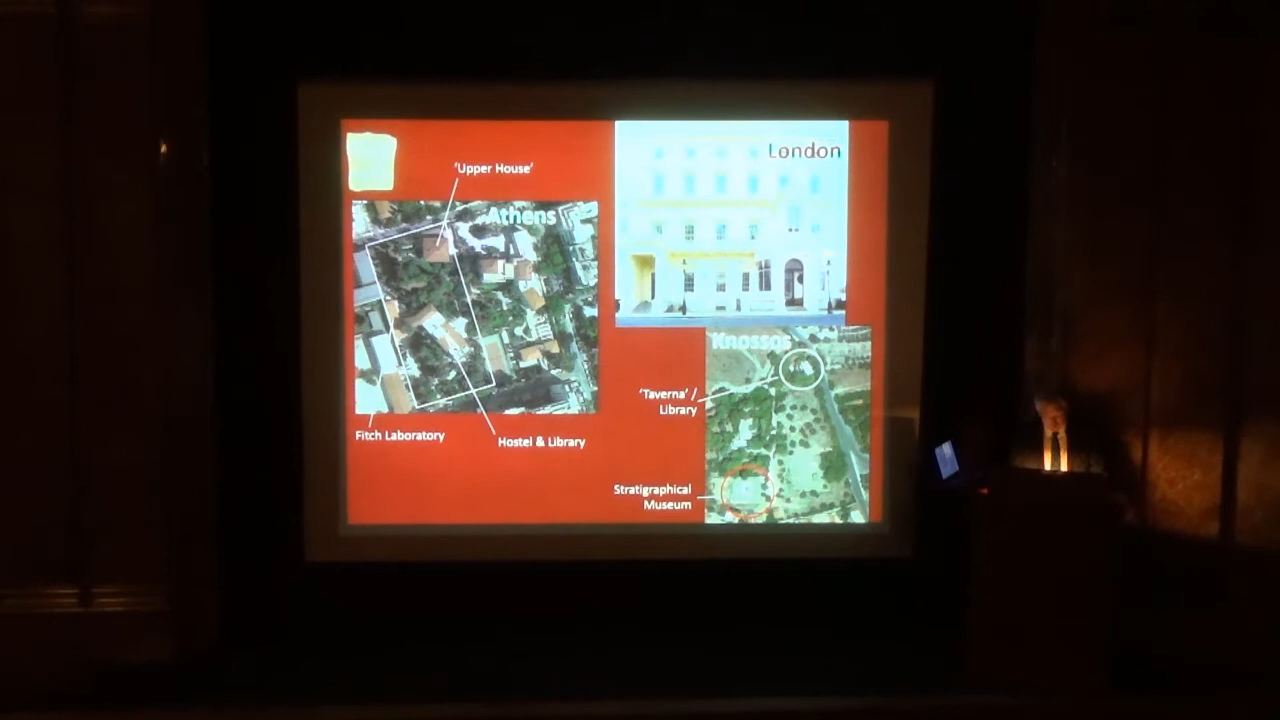 'Upper House'
Athens
Fitch Laboratory
Hostel & Library
London
Knossos
'Taverna' /
Library
Stratigraphical
Museum